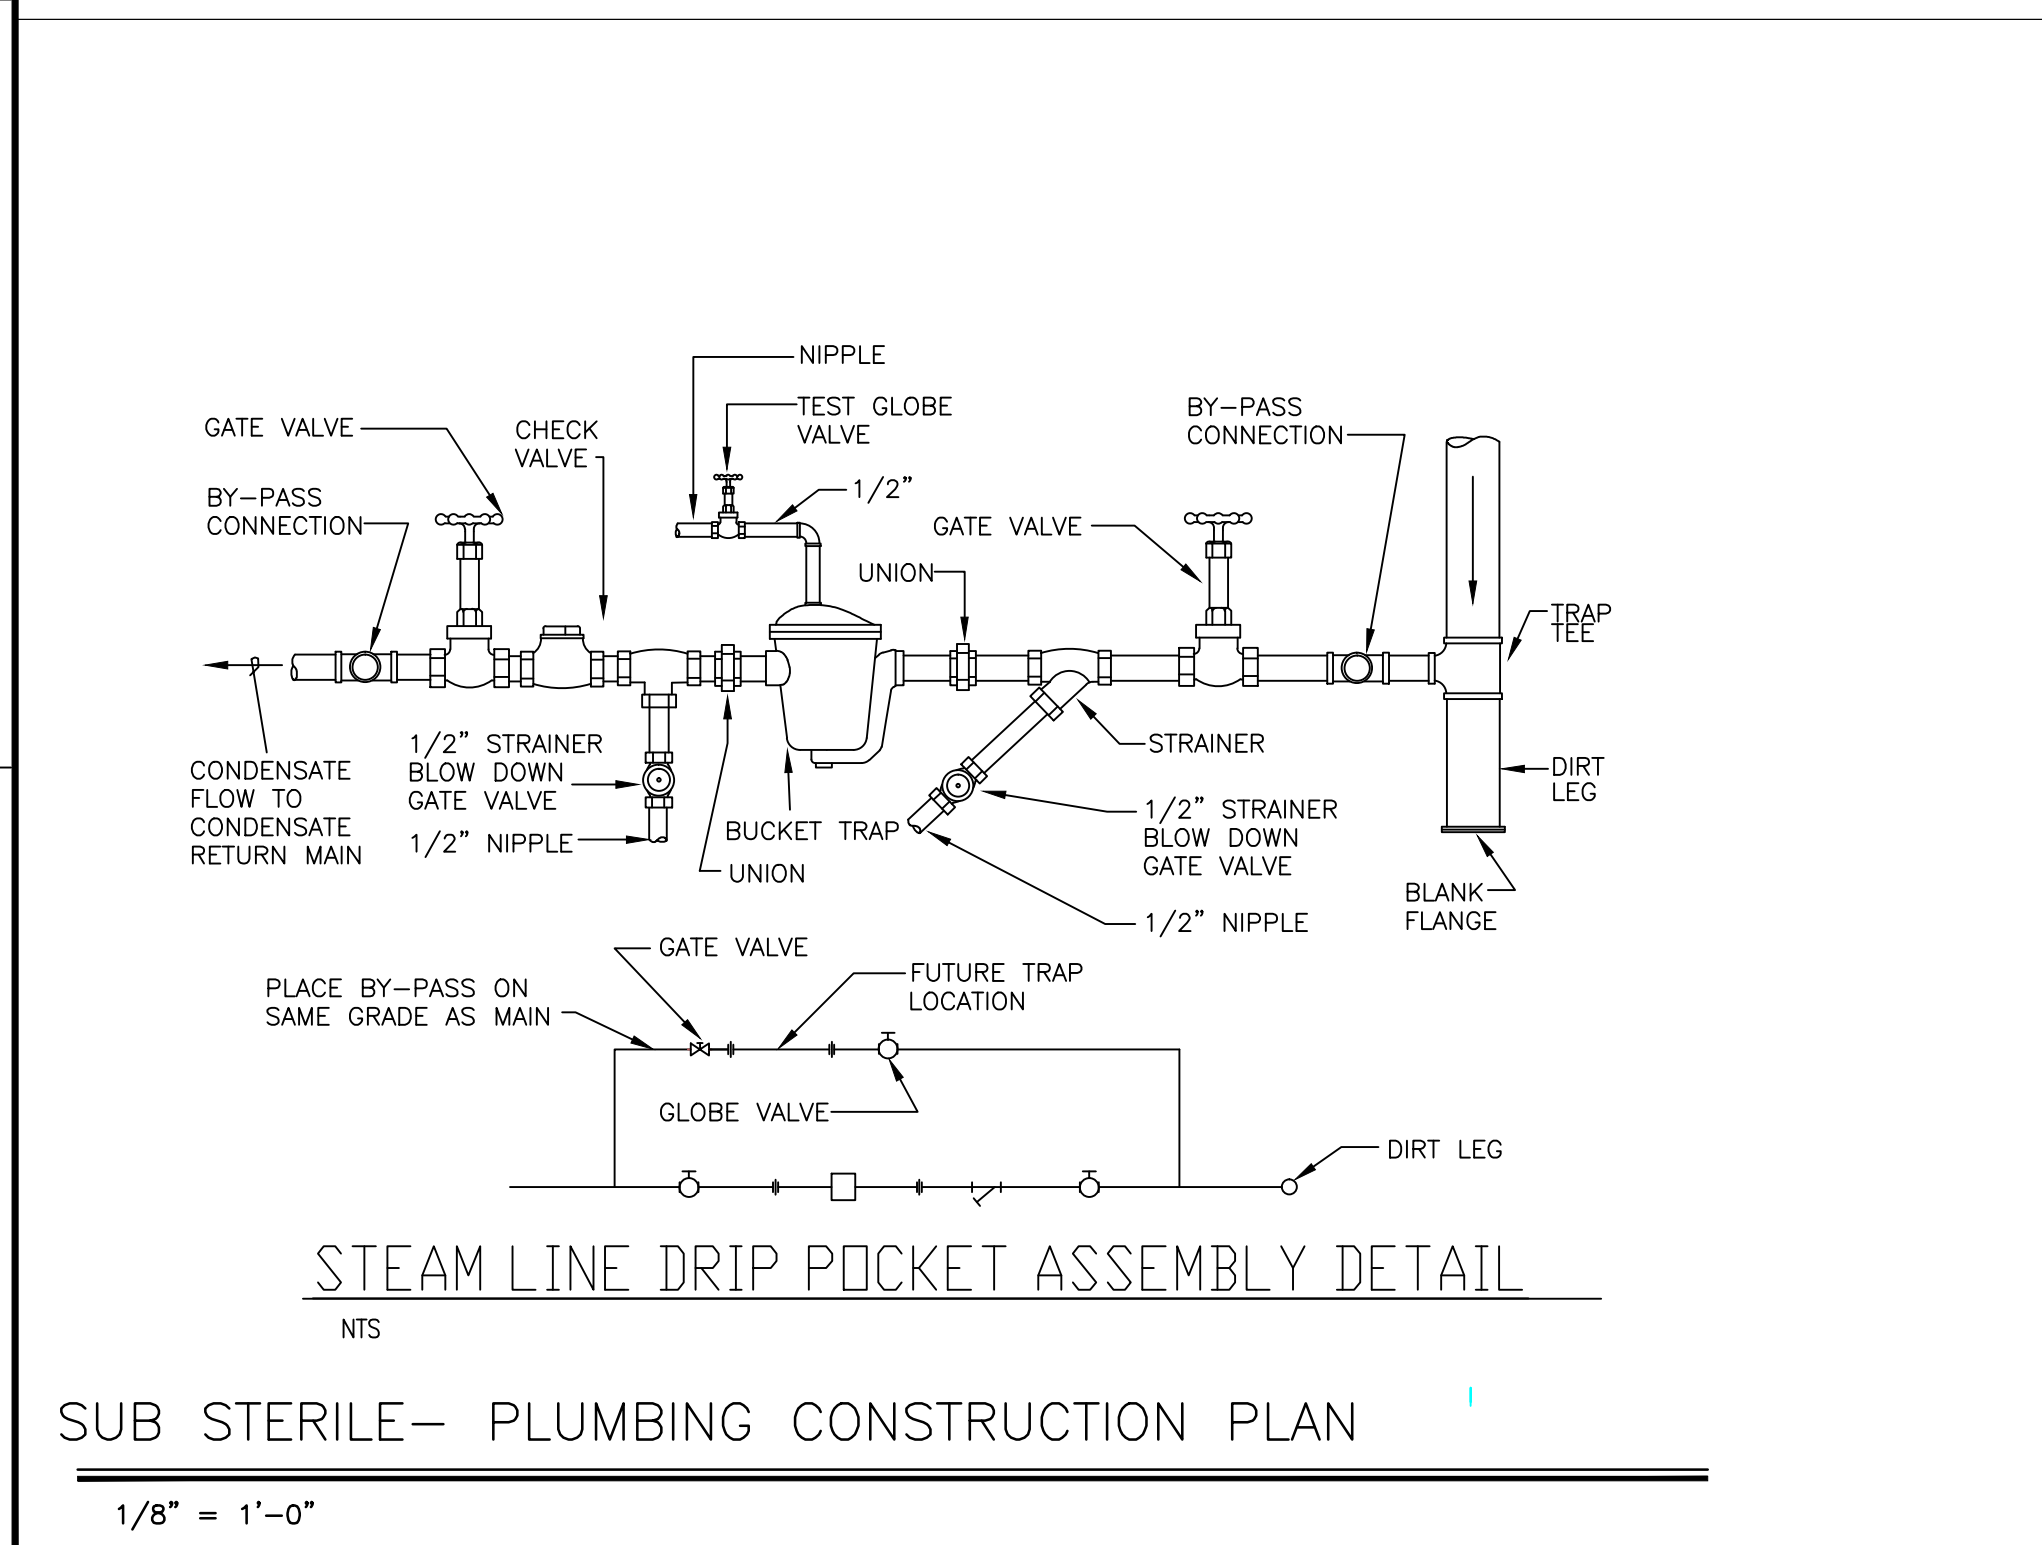 NIPPLE
TEST GLOBE
VALVE
GATE VALVE
CHECK
VALVE
BY-PASS
CONNECTION
1/2"
BY-PASS
CONNECTION
GATE VALVE
UNION
TRAP
TEE
CONDENSATE
FLOW TO
CONDENSATE
RETURN MAIN
1/2" STRAINER
BLOW DOWN
GATE VALVE
1/2" NIPPLE
BUCKET TRAP
UNION
STRAINER
1/2" STRAINER
BLOW DOWN
GATE VALVE
1/2" NIPPLE
DIRT
LEG
BLANK
FLANGE
GATE VALVE
PLACE BY-PASS ON
SAME GRADE AS MAIN
FUTURE TRAP
LOCATION
GLOBE VALVE
DIRT LEG
STEAM LINE DRIP POCKET ASSEMBLY DETAIL
NTS
SUB STERILE- PLUMBING CONSTRUCTION PLAN
1/8" = 1'-0"